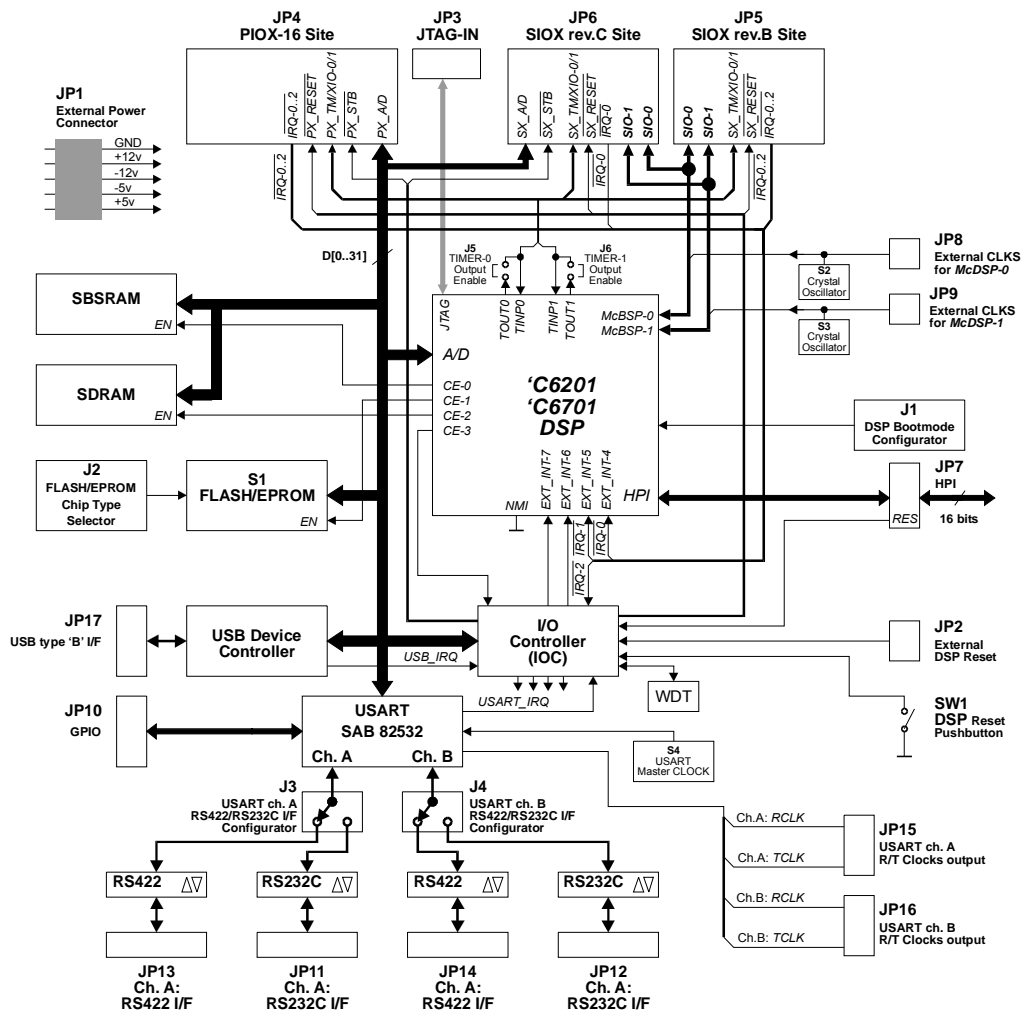 JP4
PIOX-16 Site
JP3
JTAG-IN
JP6
SIOX rev.C Site
JP5
SIOX rev.B Site
IRQ-0..2
PX_RESET
PX_TM/XIO-0/1
PX_STB
PX_A/D
SX_A/D
SX_STB
SX_TM/XIO-0/1
SX_RESET
IRQ-0
SIO-1
SIO-0
SIO-0
SIO-1
SX_TM/XIO-0/1
SX_RESET
IRQ-0..2
JP1
External Power
Connector
GND
+12v
-12v
-5v
+5v
IRQ-0..2
IRQ-0
IRQ-0..2
D[0..31]
J5
TIMER-0
Output
Enable
J6
TIMER-1
Output
Enable
JP8
External CLKS
for McDSP-0
S2
Crystal
Oscillator
JP9
External CLKS
for McDSP-1
S3
Crystal
Oscillator
SBSRAM
EN
SDRAM
EN
JTAG
TOUT0
TINP0
TINP1
TOUT1
McBSP-0
McBSP-1
A/D
CE-0
CE-1
CE-2
CE-3
'C6201
'C6701
DSP
NMI
EXT_INT-7
EXT_INT-6
EXT_INT-5
EXT_INT-4
HPI
J1
DSP Bootmode
Configurator
J2
FLASH/EPROM
Chip Type
Selector
S1
FLASH/EPROM
EN
JP7
HPI
16 bits
RES
IRQ-2
IRQ-1
IRQ-0
JP17
USB type ‘B’ I/F
USB Device
Controller
USB_IRQ
I/O
Controller
(IOC)
JP2
External
DSP Reset
WDT
SW1
DSP Reset
Pushbutton
USART_IRQ
JP10
GPIO
USART
SAB 82532
Ch. A
Ch. B
S4
USART
Master CLOCK
J3
USART ch. A
RS422/RS232C I/F
Configurator
J4
USART ch. B
RS422/RS232C I/F
Configurator
Ch.A: RCLK
Ch.A: TCLK
JP15
USART ch. A
R/T Clocks output
Ch.B: RCLK
Ch.B: TCLK
JP16
USART ch. B
R/T Clocks output
RS422
RS232C
RS422
RS232C
JP13
Ch. A:
RS422 I/F
JP11
Ch. A:
RS232C I/F
JP14
Ch. A:
RS422 I/F
JP12
Ch. A:
RS232C I/F